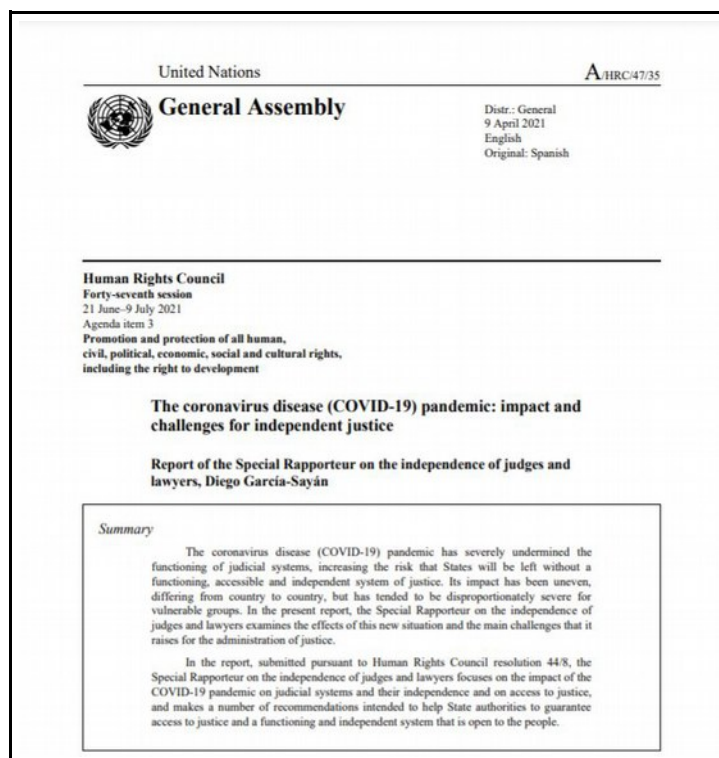 United Nations
A/HRC/47/35
General Assembly
Distr.: General
9 April 2021
English
Original: Spanish
Human Rights Council
Forty-seventh session
21 June–9 July 2021
Agenda item 3
Promotion and protection of all human,
civil, political, economic, social and cultural rights,
including the right to development
The coronavirus disease (COVID-19) pandemic: impact and
challenges for independent justice
Report of the Special Rapporteur on the independence of judges and
lawyers, Diego García-Sayán
Summary
The coronavirus disease (COVID-19) pandemic has severely undermined the
functioning of judicial systems, increasing the risk that States will be left without a
functioning, accessible and independent system of justice. Its impact has been uneven,
differing from country to country, but has tended to be disproportionately severe for
vulnerable groups. In the present report, the Special Rapporteur on the independence of
judges and lawyers examines the effects of this new situation and the main challenges that it
raises for the administration of justice.
In the report, submitted pursuant to Human Rights Council resolution 44/8, the
Special Rapporteur on the independence of judges and lawyers focuses on the impact of the
COVID-19 pandemic on judicial systems and their independence and on access to justice,
and makes a number of recommendations intended to help State authorities to guarantee
access to justice and a functioning and independent system that is open to the people.